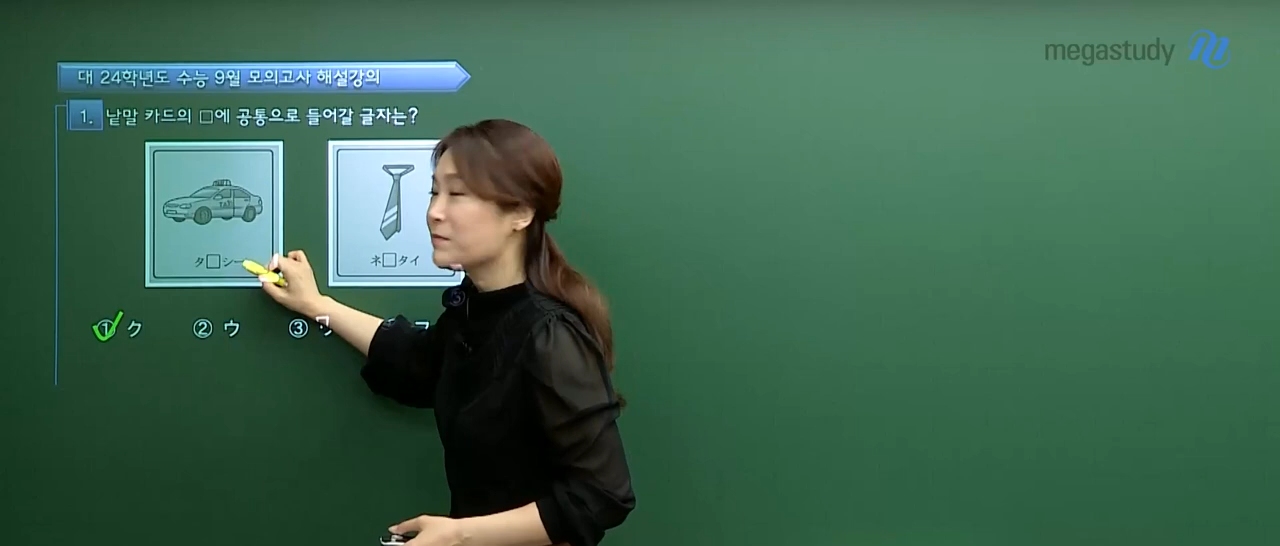 megastudy
대 24학년도 수능 9월 모의고사 해설강의
1. 낱말 카드의 □에 공통으로 들어갈 글자는?
TAXI
タ□シー
ネ□タイ
① ク ② ウ ③ ワ